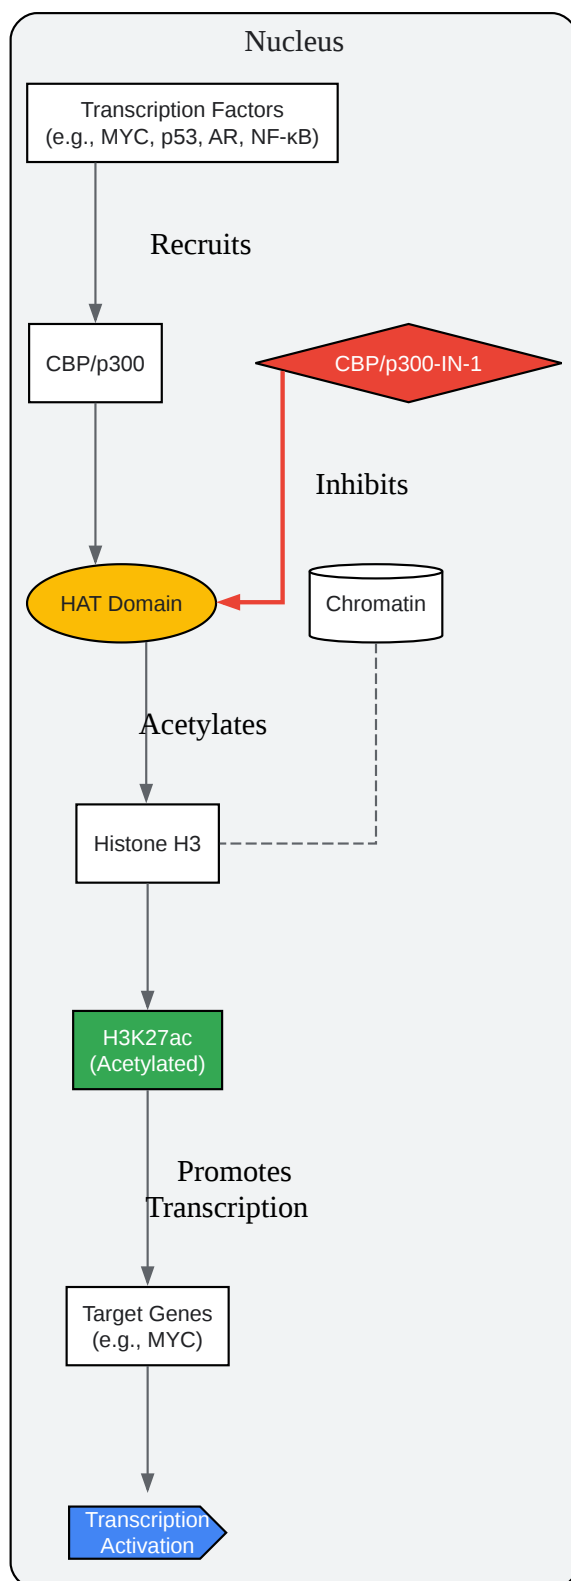 Nucleus
Transcription Factors
(e.g., MYC, p53, AR, NF-κB)
Recruits
CBP/p300
CBP/p300-IN-1
Inhibits
HAT Domain
Chromatin
Acetylates
Histone H3
H3K27ac
(Acetylated)
Promotes
Transcription
Target Genes
(e.g., MYC)
Transcription
Activation